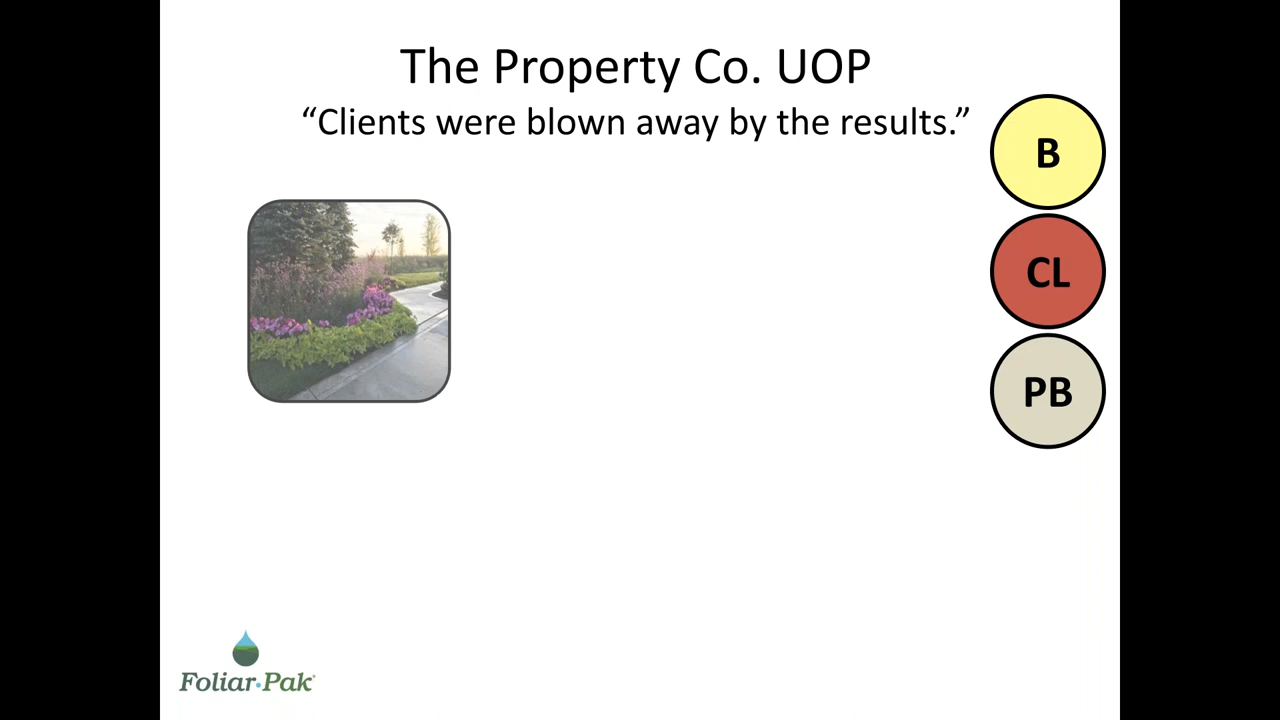 The Property Co. UOP
“Clients were blown away by the results.”
B
CL
PB
Foliar·Pak